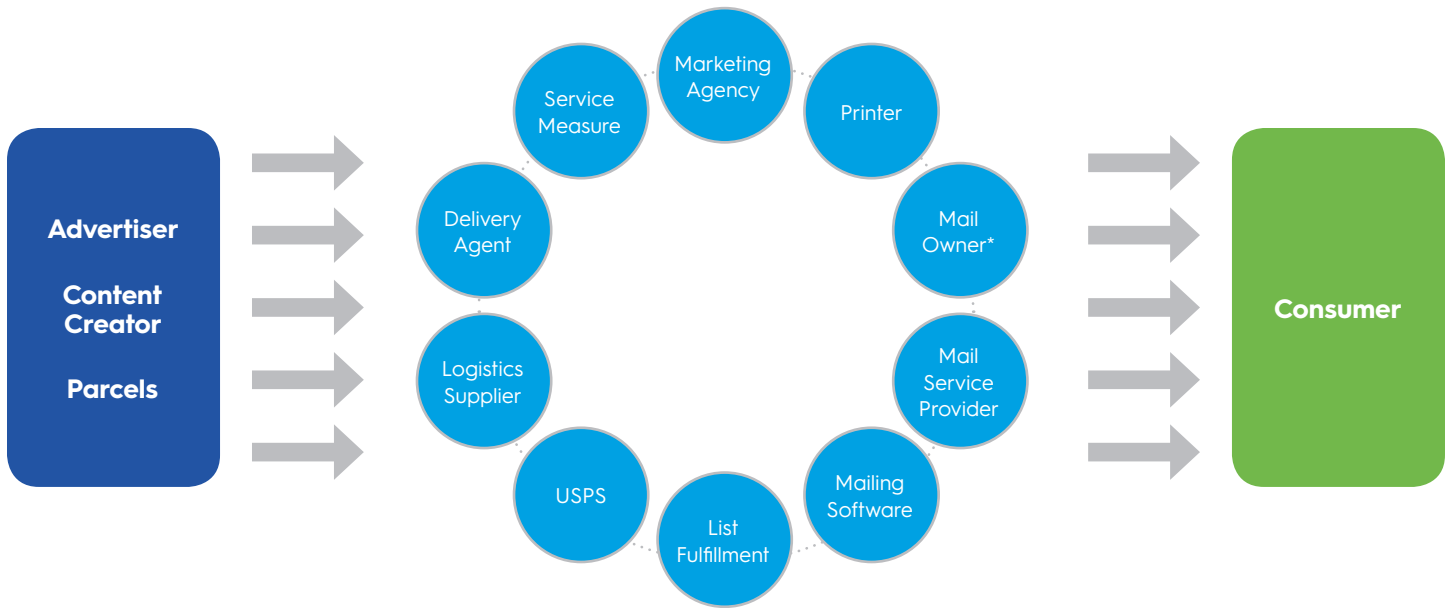 Advertiser
Content
Creator
Parcels
Marketing
Agency
Printer
Mail
Owner*
Mail
Service
Provider
Mailing
Software
List
Fulfillment
USPS
Logistics
Supplier
Delivery
Agent
Service
Measure
Consumer